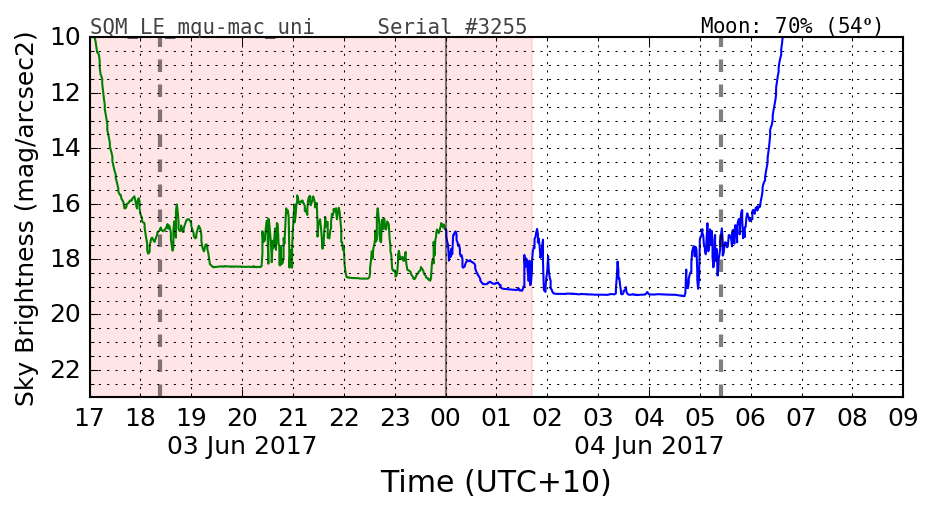 SQM_LE_mqu-mac_uni Serial #3255 Moon: 70% (54°)
10
12
14
16
18
20
22
Sky Brightness (mag/arcsec2)
17 18 19 20 21 22 23 00 01 02 03 04 05 06 07 08 09
03 Jun 2017 04 Jun 2017
Time (UTC+10)